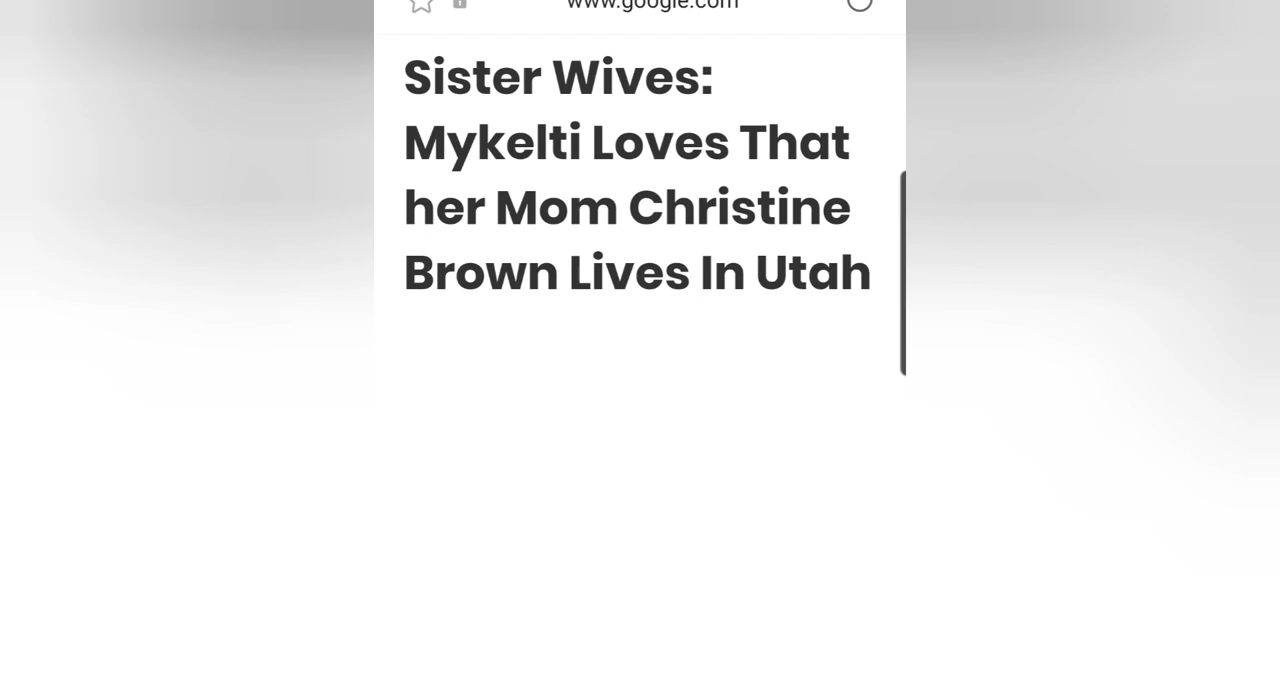 www.google.com
Sister Wives:
Mykelti Loves That
her Mom Christine
Brown Lives In Utah